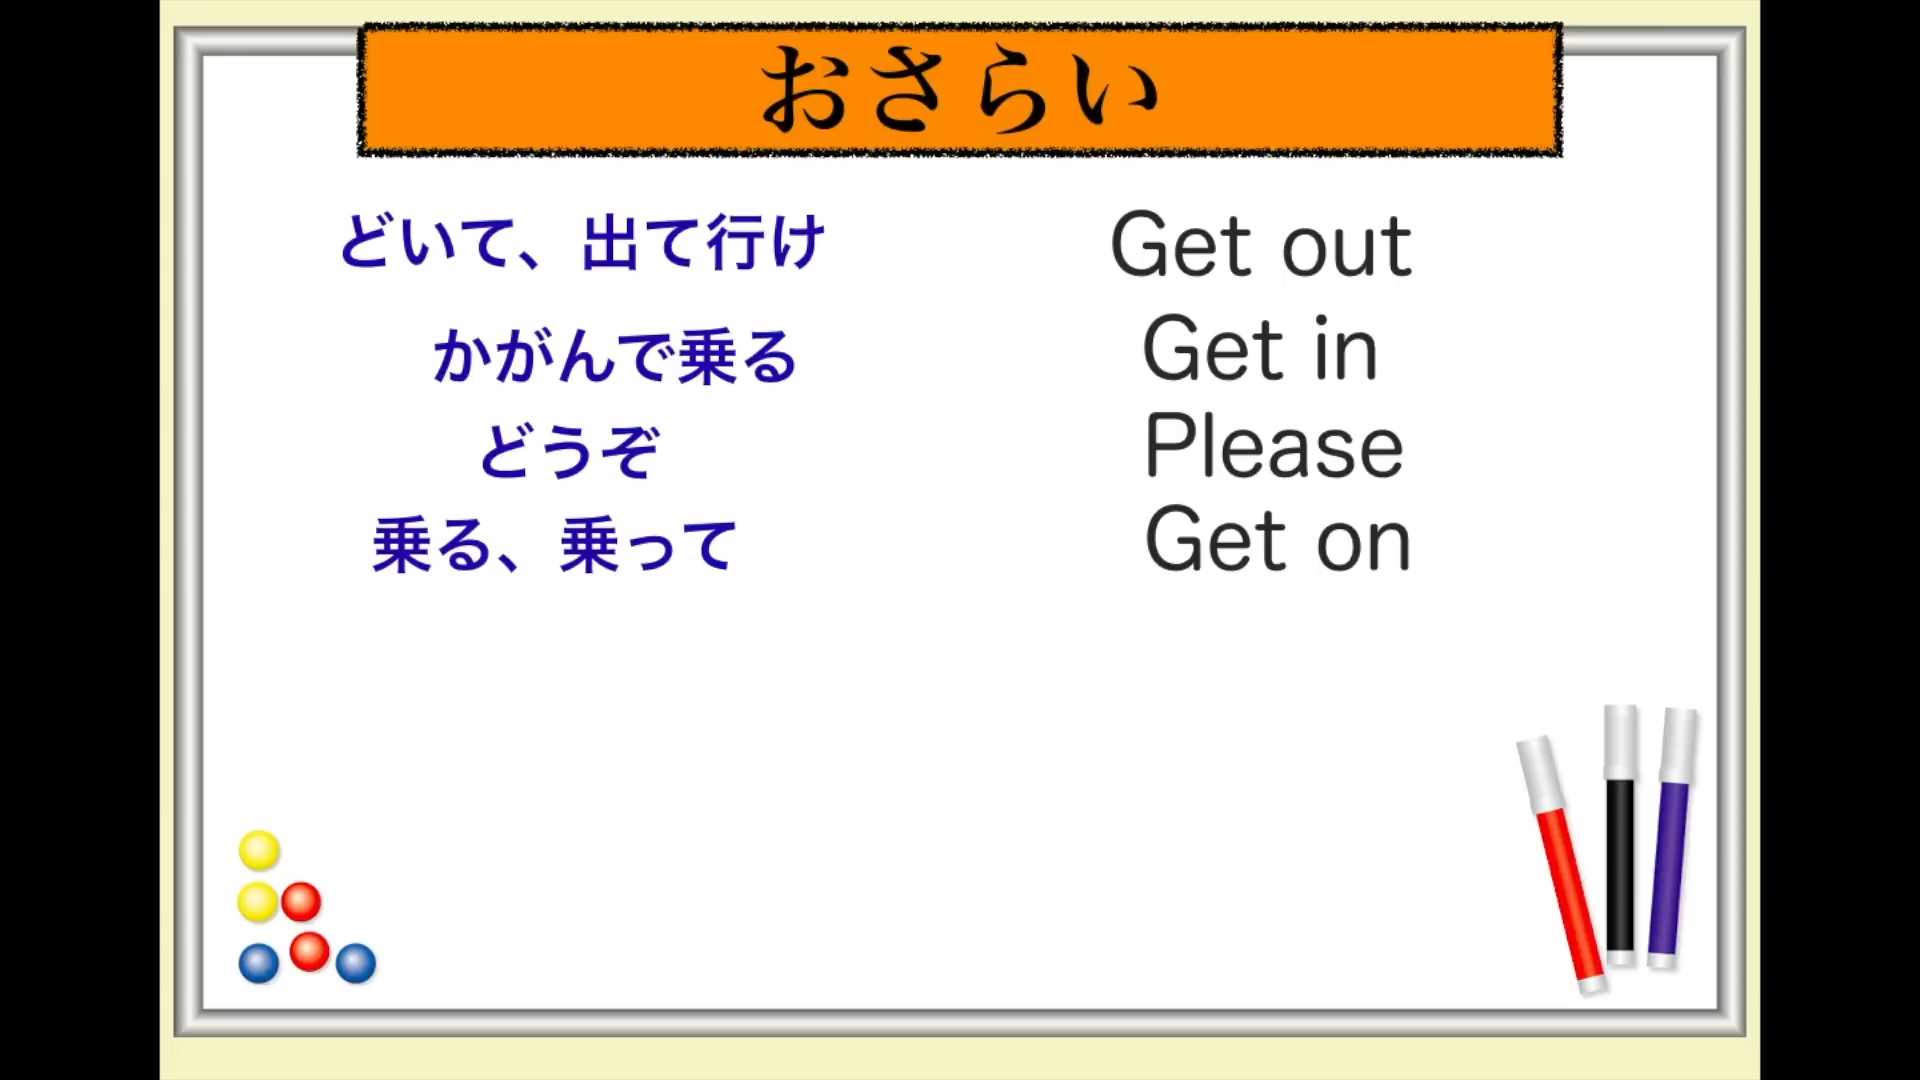 おさらい
どいて、出て行け
Get out
かがんで乗る
Get in
どうぞ
Please
乗る、乗って
Get on